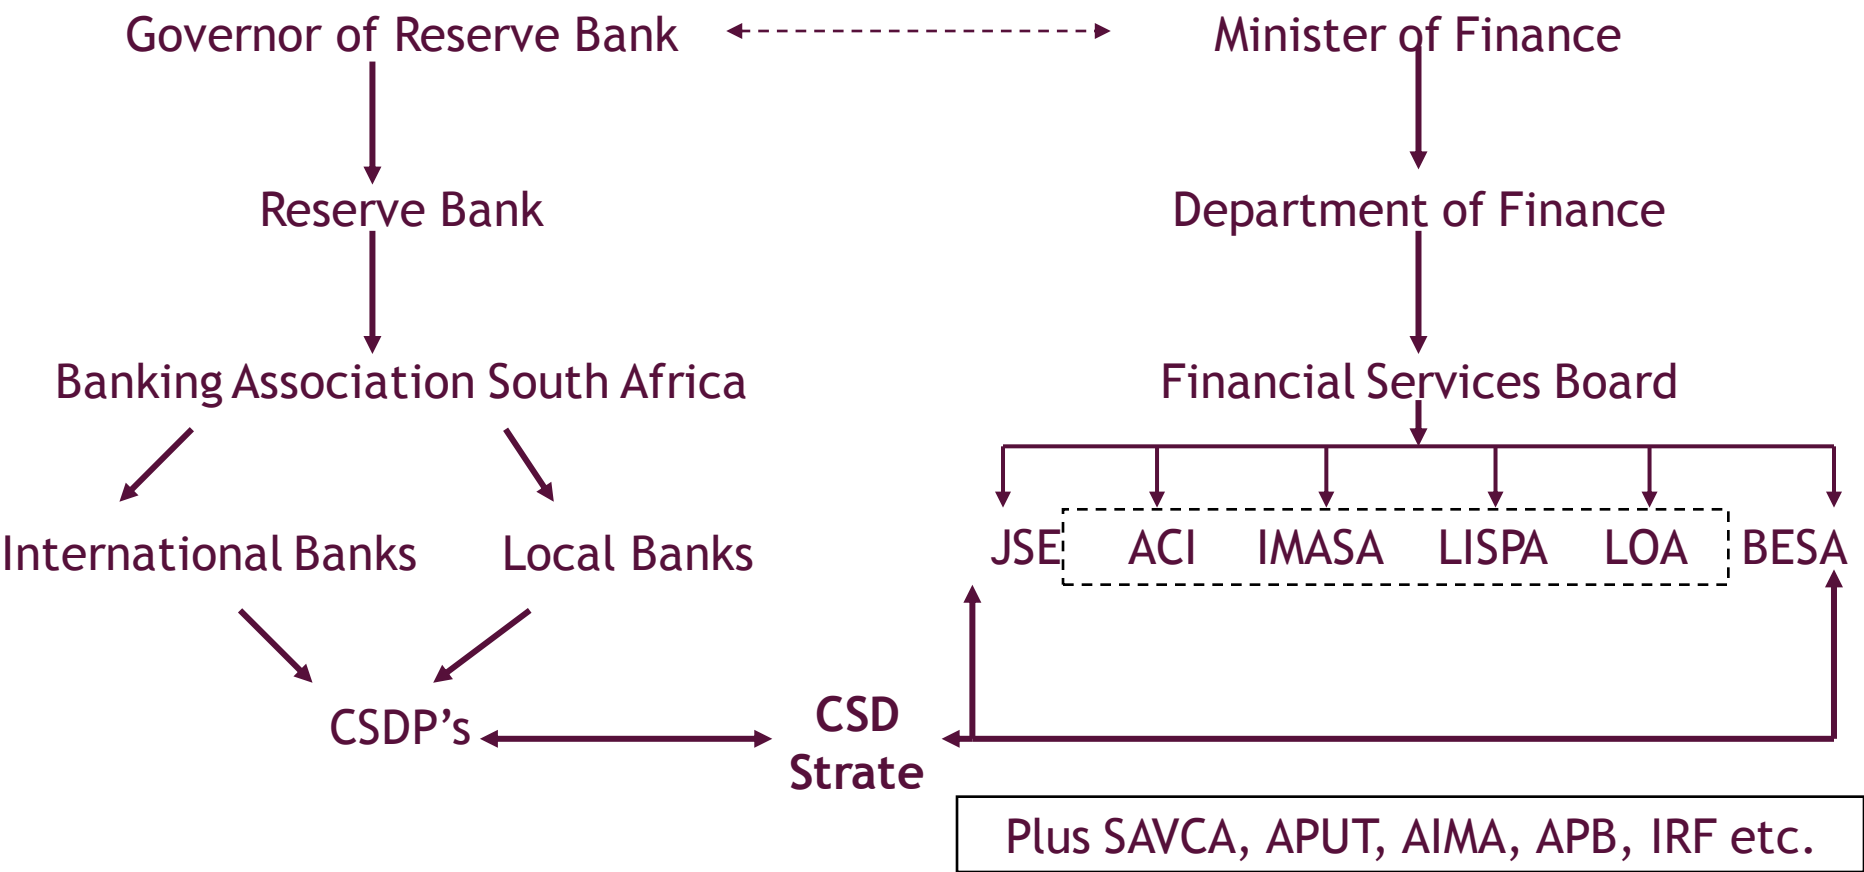 Governor of Reserve Bank
Minister of Finance
Reserve Bank
Department of Finance
Banking Association South Africa
Financial Services Board
International Banks
Local Banks
JSE
ACI
IMASA
LISPA
LOA
BESA
CSDP’s
CSD
Strate
Plus SAVCA, APUT, AIMA, APB, IRF etc.